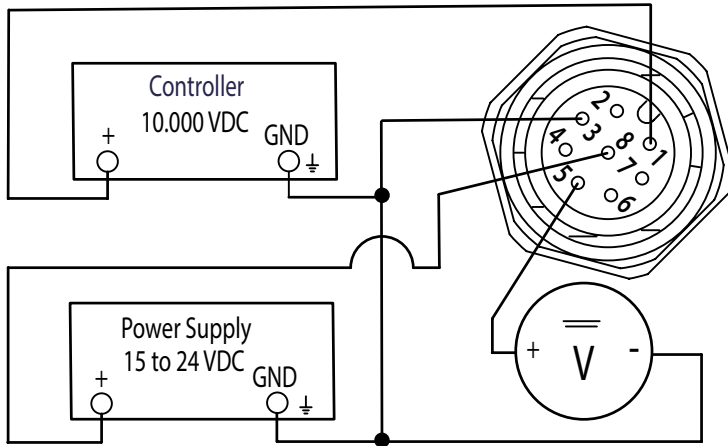 Controller
10.000 VDC
+
GND
Power Supply
15 to 24 VDC
+
GND
1
2
3
4
5
6
7
8
+
V
-